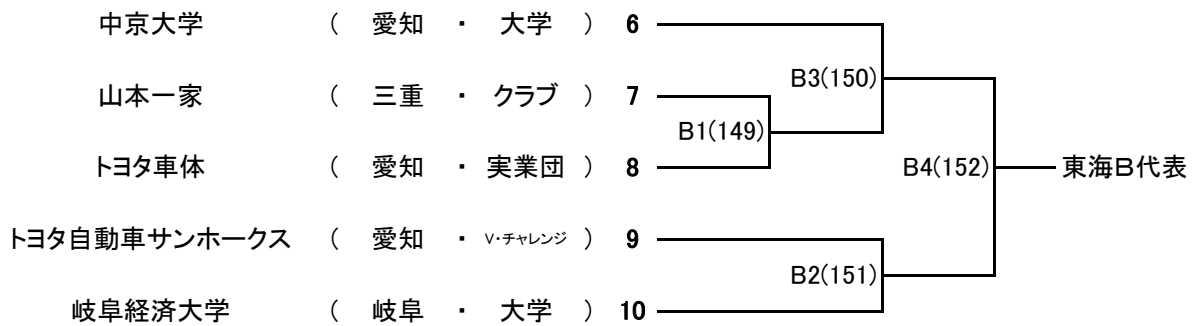 中京大学 ( 愛知 ・ 大学 ) 6
B3(150)
山本一家 ( 三重 ・ クラブ ) 7
B1(149)
トヨタ車体 ( 愛知 ・ 実業団 ) 8
B4(152) 東海B代表
トヨタ自動車サンホークス ( 愛知 ・ V・チャレンジ ) 9
B2(151)
岐阜経済大学 ( 岐阜 ・ 大学 ) 10